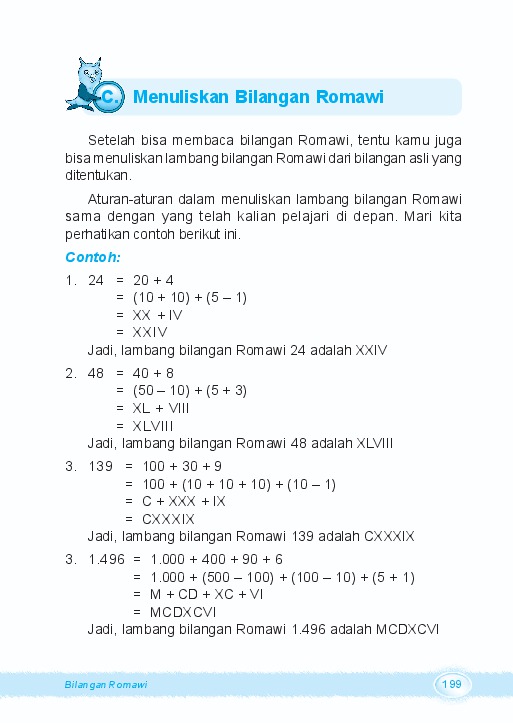 C. Menuliskan Bilangan Romawi
Setelah bisa membaca bilangan Romawi, tentu kamu juga
bisa menuliskan lambang bilangan Romawi dari bilangan asli yang
ditentukan.
Aturan-aturan dalam menuliskan lambang bilangan Romawi
sama dengan yang telah kalian pelajari di depan. Mari kita
perhatikan contoh berikut ini.
Contoh:
1. 24 = 20 + 4
= (10 + 10) + (5 – 1)
= XX + IV
= XXIV
Jadi, lambang bilangan Romawi 24 adalah XXIV
2. 48 = 40 + 8
= (50 – 10) + (5 + 3)
= XL + VIII
= XLVIII
Jadi, lambang bilangan Romawi 48 adalah XLVIII
3. 139 = 100 + 30 + 9
= 100 + (10 + 10 + 10) + (10 – 1)
= C + XXX + IX
= CXXXIX
Jadi, lambang bilangan Romawi 139 adalah CXXXIX
3. 1.496 = 1.000 + 400 + 90 + 6
= 1.000 + (500 – 100) + (100 – 10) + (5 + 1)
= M + CD + XC + VI
= MCDXCVI
Jadi, lambang bilangan Romawi 1.496 adalah MCDXCVI
Bilangan Romawi 199